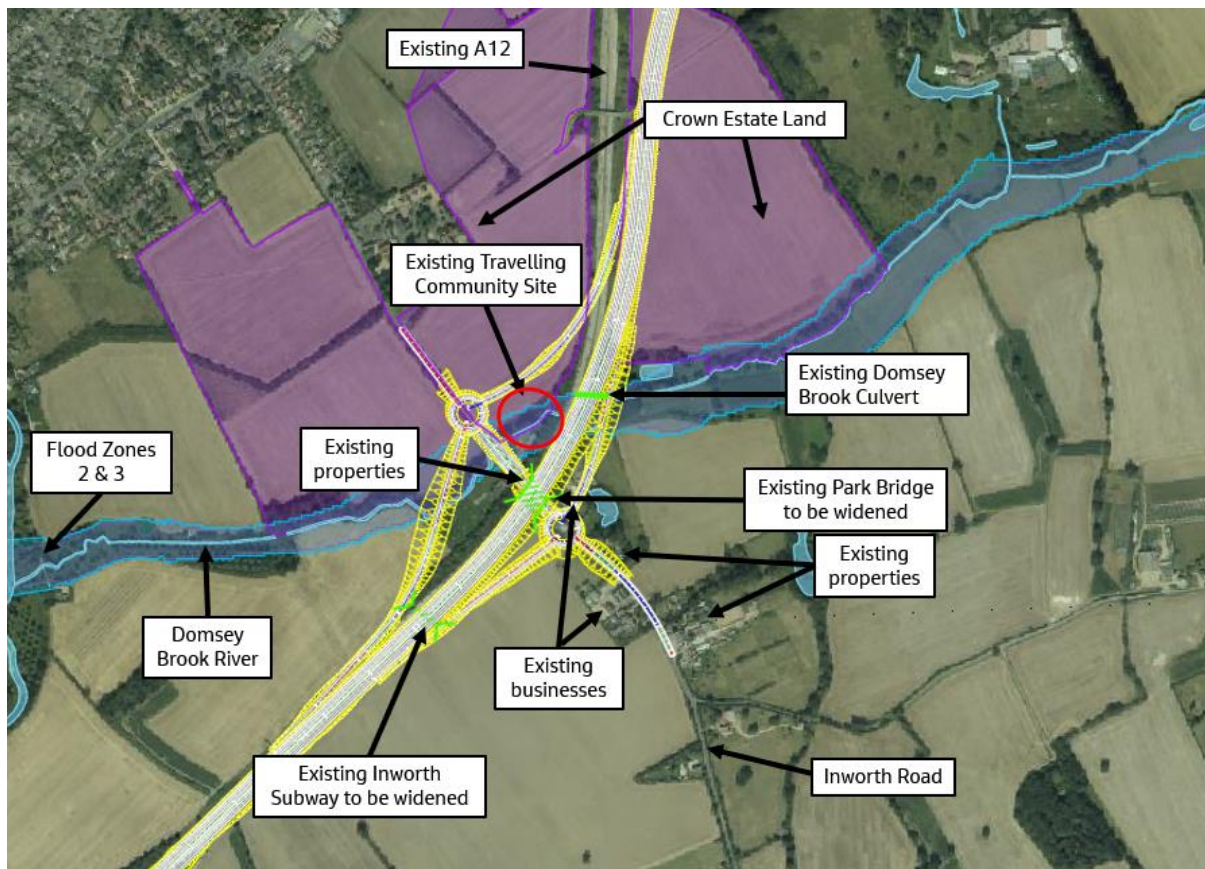 Existing A12
Crown Estate Land
Existing Travelling
Community Site
Existing Domsey
Brook Culvert
Flood Zones
2 & 3
Existing
properties
Existing Park Bridge
to be widened
Existing
properties
Domsey
Brook River
Existing
businesses
Existing Inworth
Subway to be widened
Inworth Road